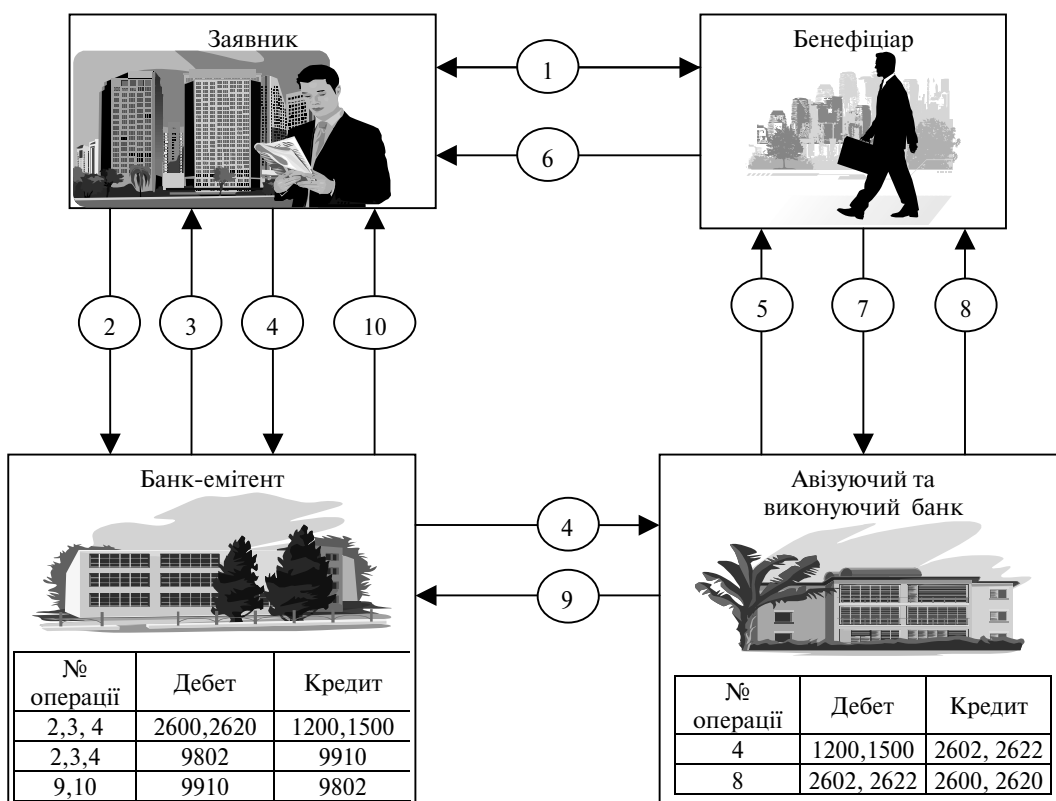 Заявник
Бенефіціар
1
6
2
3
4
10
5
7
8
Банк-емітент
Авізуючий та
виконуючий банк
4
9
№
операції Дебет Кредит
2,3, 4 2600,2620 1200,1500
2,3,4 9802 9910
9,10 9910 9802
№
операції Дебет Кредит
4 1200,1500 2602, 2622
8 2602, 2622 2600, 2620